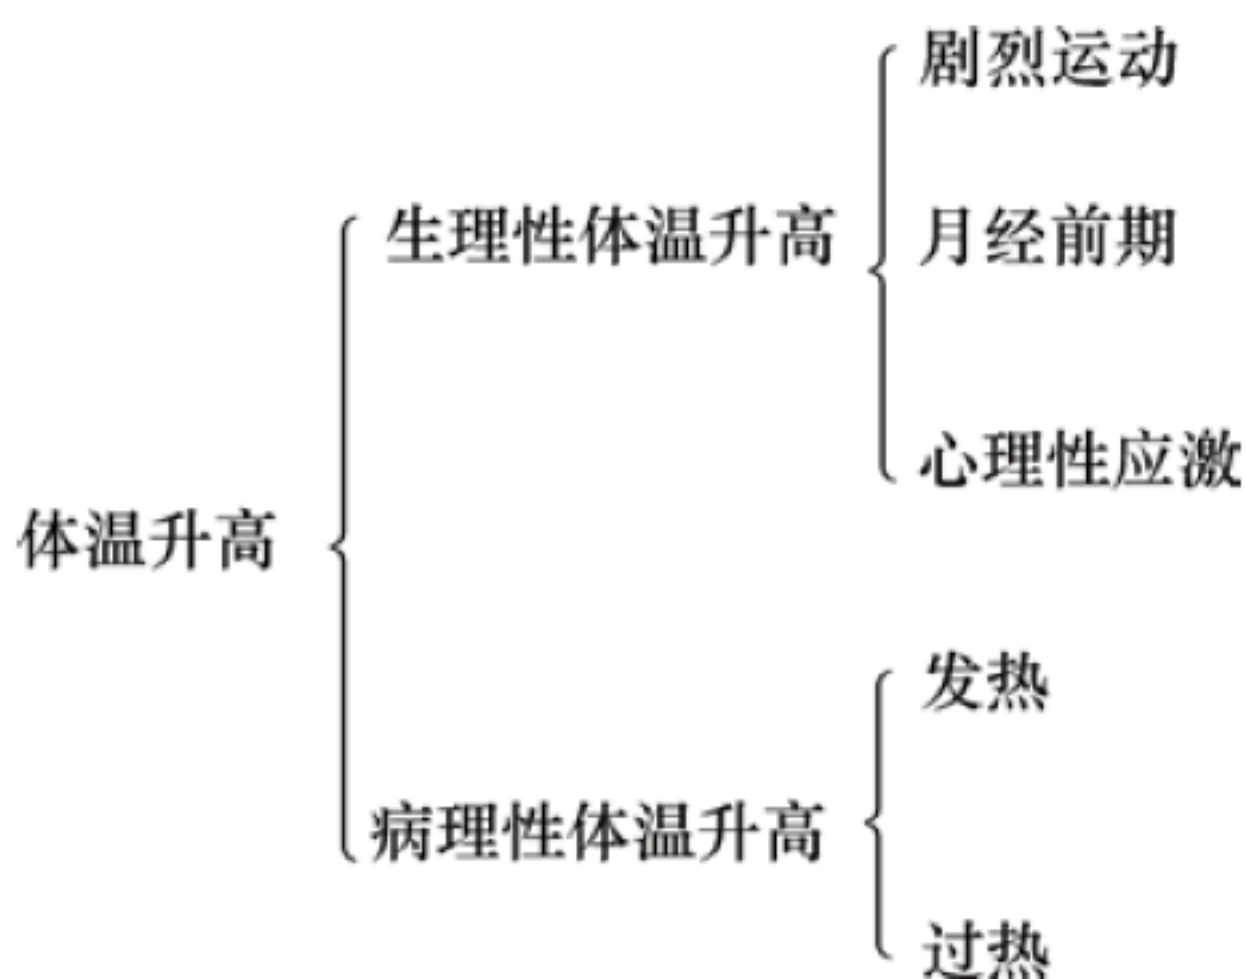 剧烈运动
生理性体温升高
月经前期
心理性应激
体温升高
发热
病理性体温升高
过热